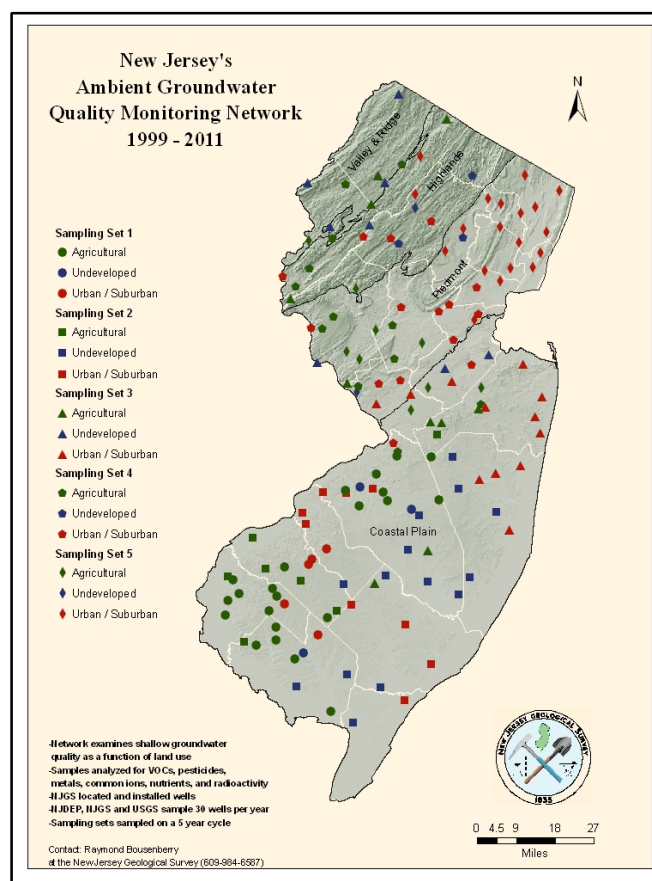 New Jersey's
Ambient Groundwater
Quality Monitoring Network
1999 - 2011
N
Valley & Ridge
Highlands
Piedmont
Coastal Plain
Sampling Set 1
Agricultural
Undeveloped
Urban / Suburban
Sampling Set 2
Agricultural
Undeveloped
Urban / Suburban
Sampling Set 3
Agricultural
Undeveloped
Urban / Suburban
Sampling Set 4
Agricultural
Undeveloped
Urban / Suburban
Sampling Set 5
Agricultural
Undeveloped
Urban / Suburban
-Network examines shallow groundwater
quality as a function of land use
-Samples analyzed for VOCs, pesticides,
metals, common ions, nutrients, and radioactivity
-NJGS located and installed wells
-NJDEP, NJGS and USGS sample 30 wells per year
-Sampling sets sampled on a 5 year cycle
Contact: Raymond Bousenberry
at the NewJersey Geological Survey (609-984-6587)
NEW JERSEY GEOLOGICAL SURVEY
1835
0 4.5 9 18 27
Miles